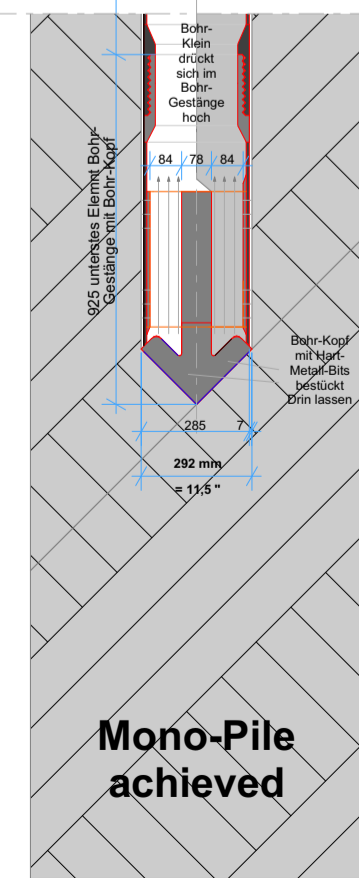 Bohr-
Klein
drückt
sich im
Bohr-
Gestänge
hoch
84 78 84
925 unterstes Elemnt Bohr-
Gestänge mit Bohr-Kopf
Bohr-Kopf
mit Hart-
Metall-Bits
bestückt
Drin lassen
285 7
292 mm
= 11,5 "
Mono-Pile
achieved